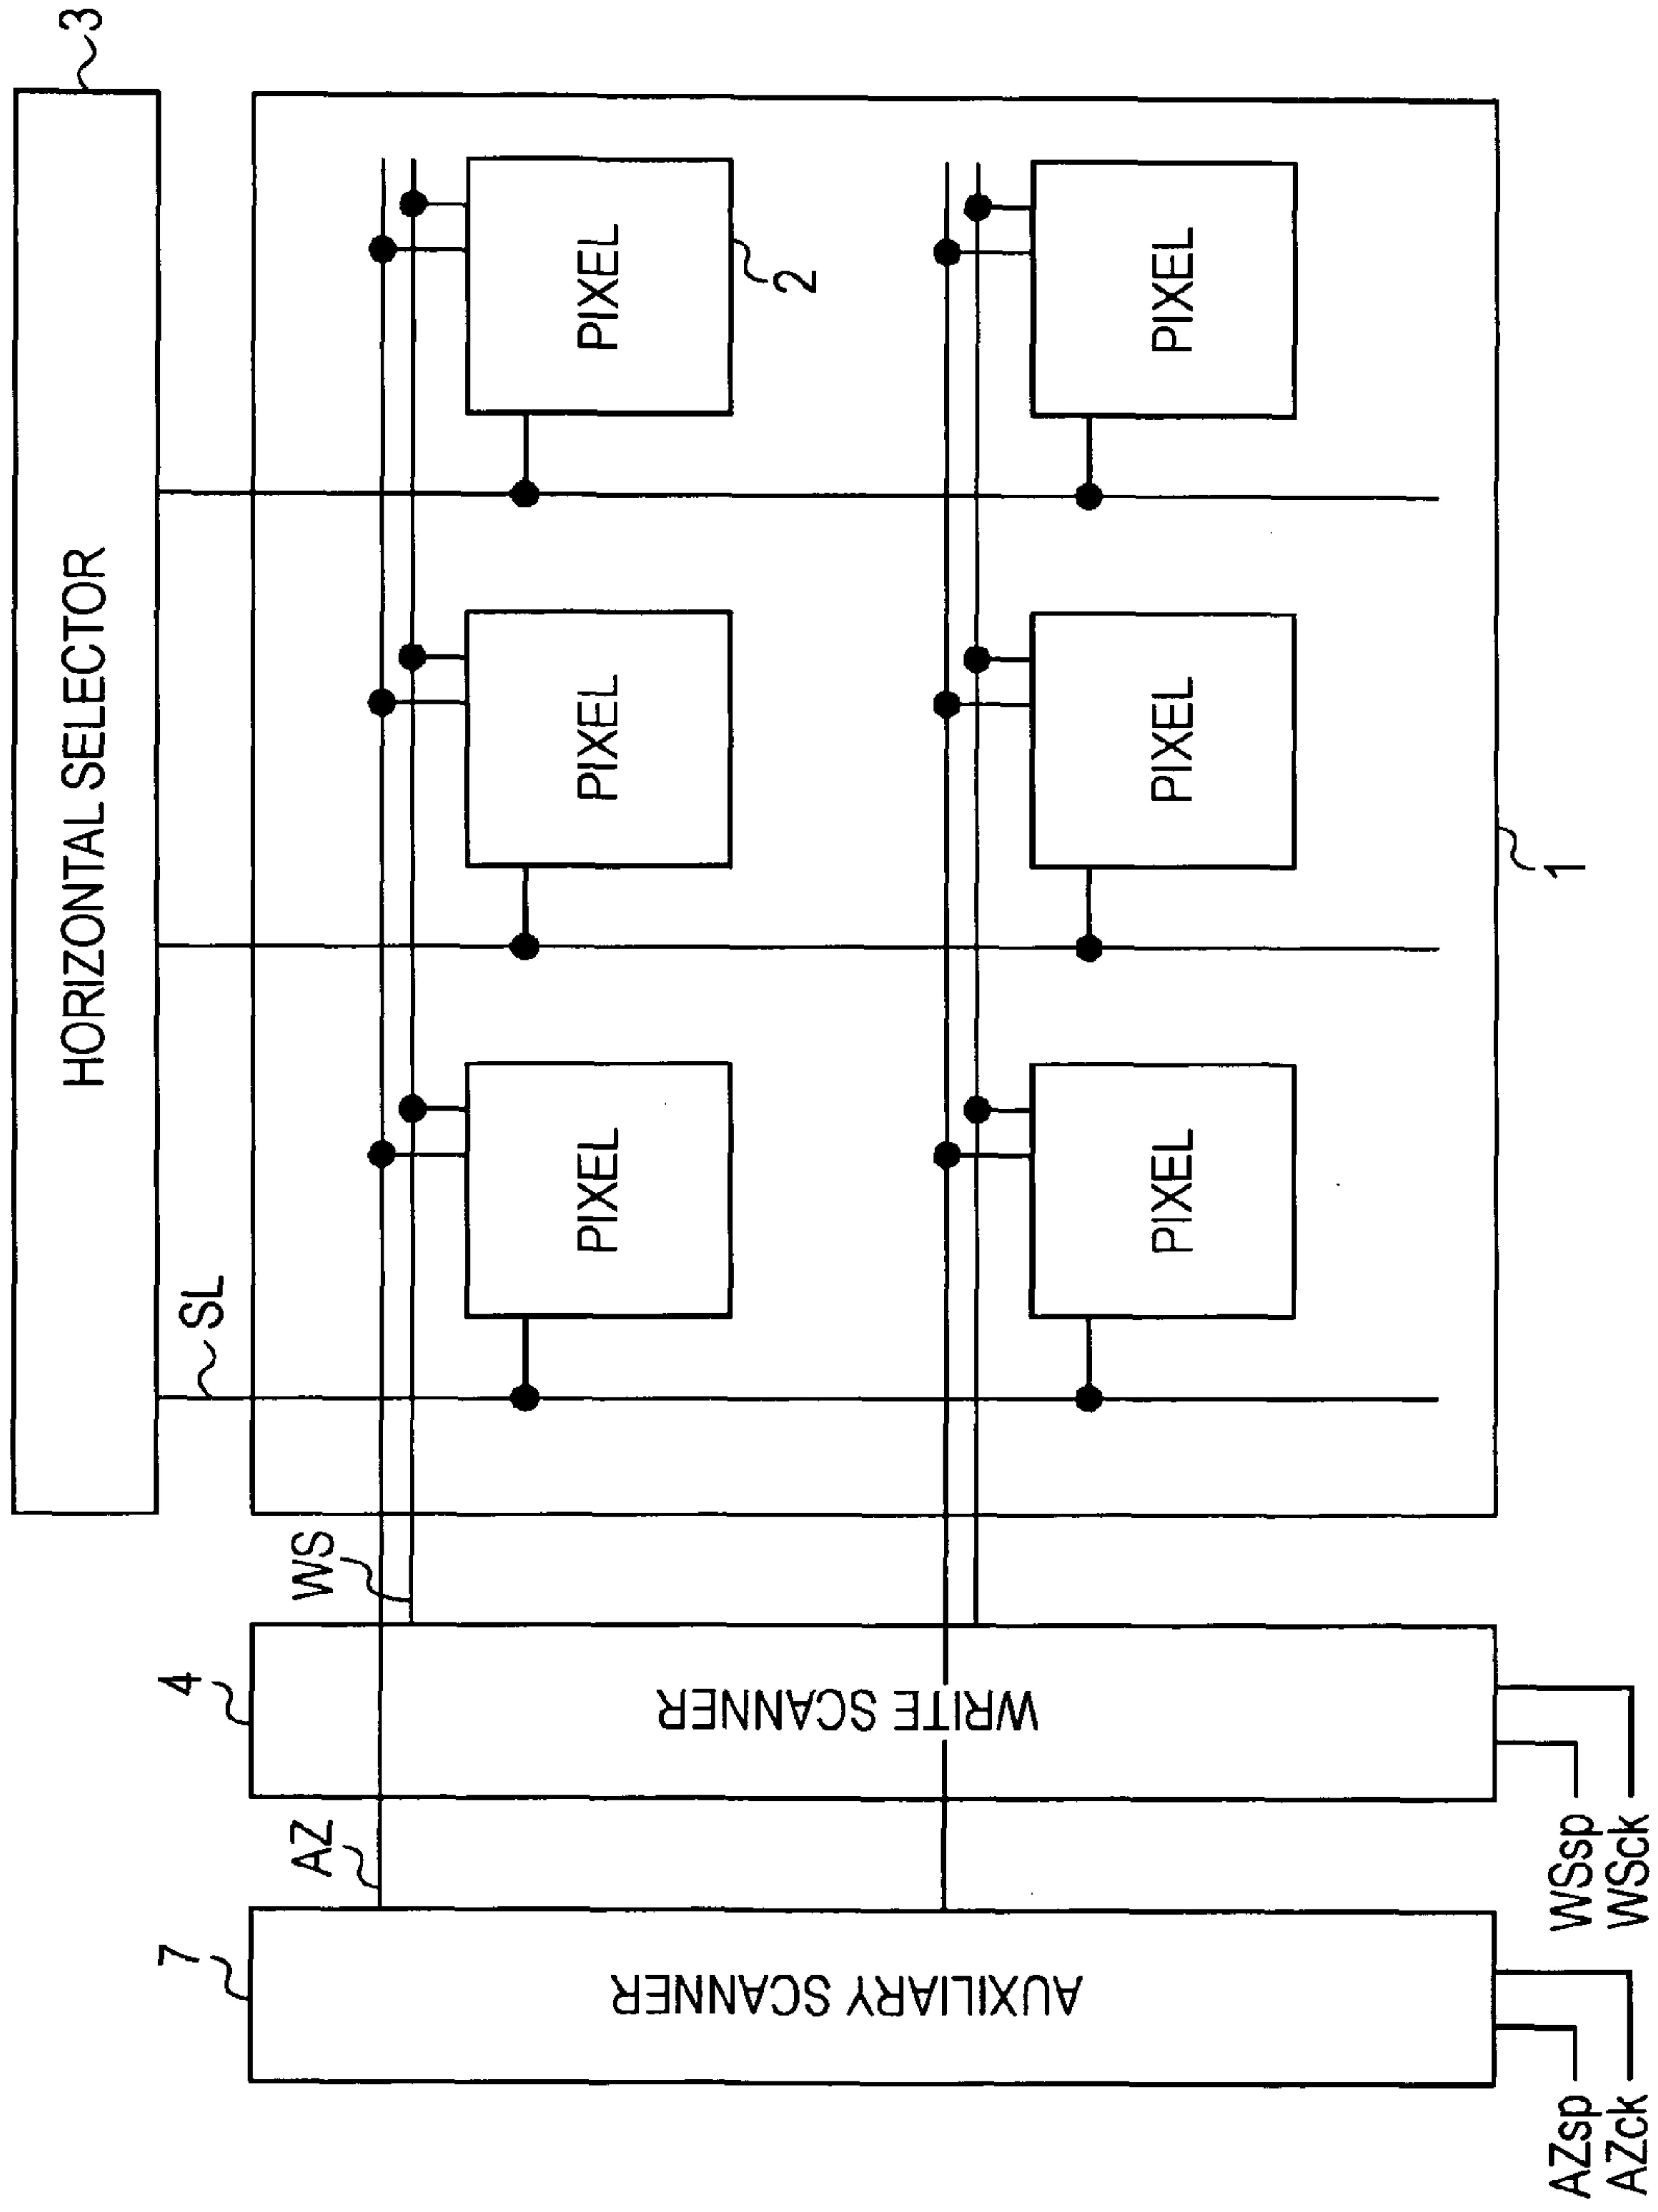 3
HORIZONTAL SELECTOR
SL
7
AZ
4
WS
AUXILIARY SCANNER
WRITE SCANNER
PIXEL
PIXEL
PIXEL
2
PIXEL
PIXEL
PIXEL
1
AZsp
AZck
WSsp
WSck